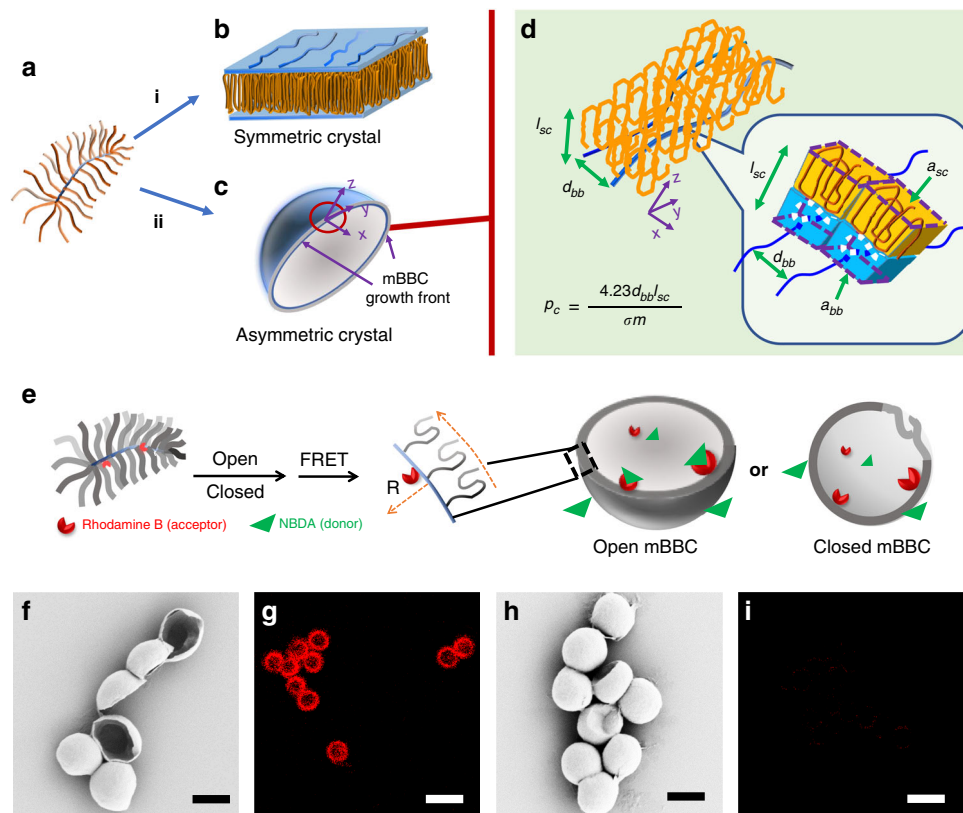 a
i
ii
b
Symmetric crystal
c
z
y
x
mBBC
growth front
Asymmetric crystal
d
l_sc
d_bb
z
y
x
p_c = 4.23d_bb l_sc / σm
l_sc
a_sc
d_bb
a_bb
e
Open
Closed
FRET
R
or
Rhodamine B (acceptor)
NBDA (donor)
Open mBBC
Closed mBBC
f
g
h
i